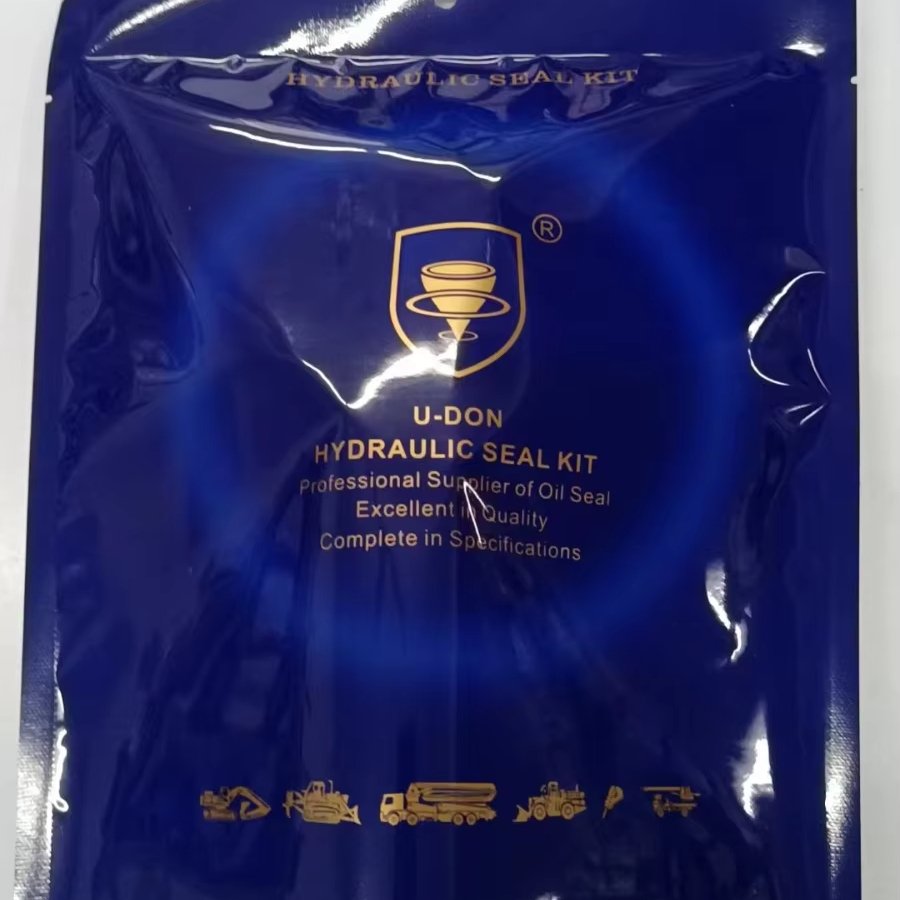 HYDRAULIC SEAL KIT
®
U-DON
HYDRAULIC SEAL KIT
Professional Supplier of Oil Seal
Excellent in Quality
Complete in Specifications